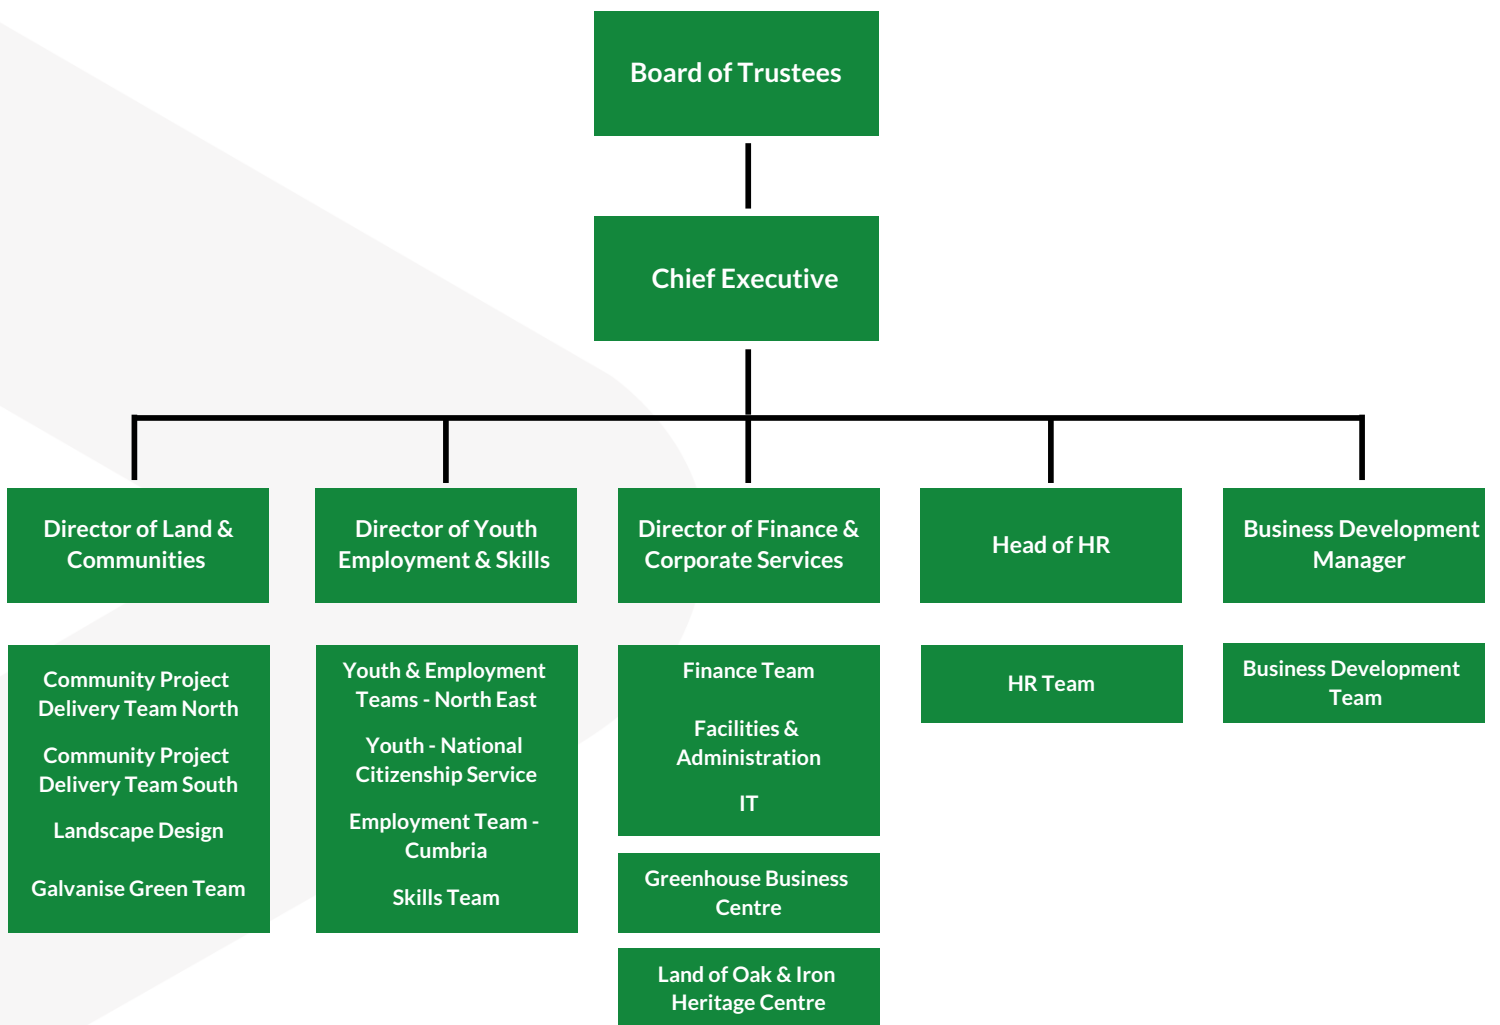 Board of Trustees
Chief Executive
Director of Land &
Communities
Director of Youth
Employment & Skills
Director of Finance &
Corporate Services
Head of HR
Business Development
Manager
Community Project
Delivery Team North
Community Project
Delivery Team South
Landscape Design
Galvanise Green Team
Youth & Employment
Teams - North East
Youth - National
Citizenship Service
Employment Team -
Cumbria
Skills Team
Finance Team
Facilities &
Administration
IT
Greenhouse Business
Centre
Land of Oak & Iron
Heritage Centre
HR Team
Business Development
Team